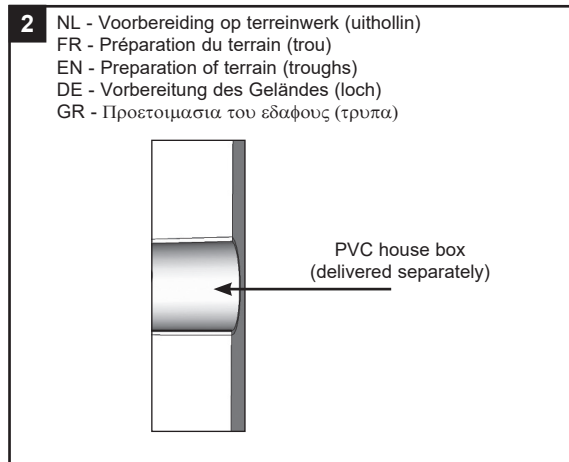 2
NL - Voorbereiding op terreinwerk (uithollin)
FR - Préparation du terrain (trou)
EN - Preparation of terrain (troughs)
DE - Vorbereitung des Geländes (loch)
GR - Προετοιμασια του εδαφους (τρυπα)
PVC house box
(delivered separately)